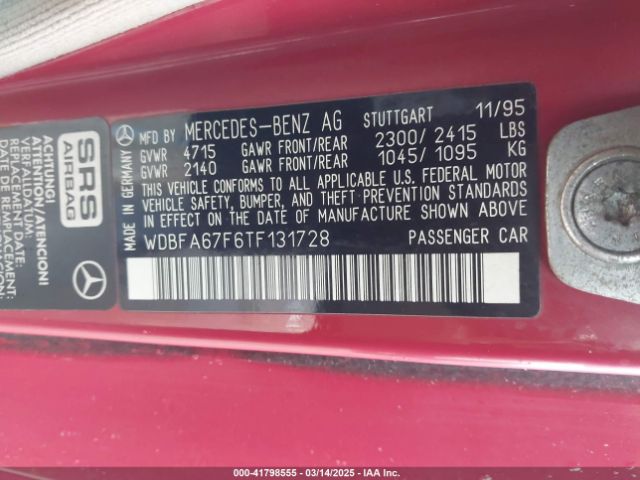 MADE IN GERMANY
MFD BY MERCEDES-BENZ AG STUTTGART 11/95
GVWR 4715 GAWR FRONT/REAR 2300/2415 LBS
GVWR 2140 GAWR FRONT/REAR 1045/1095 KG
THIS VEHICLE CONFORMS TO ALL APPLICABLE U.S. FEDERAL MOTOR
VEHICLE SAFETY, BUMPER, AND THEFT PREVENTION STANDARDS
IN EFFECT ON THE DATE OF MANUFACTURE SHOWN ABOVE.
WDBFA67F6TF131728 PASSENGER CAR
SRS
AIRBAG
ACHTUNG!
ATTENTION!
ATTENTION/ATENCION!
DATE OF REPLACEMENT:
DATE DE REMPLACEMENT:
000-41798555 - 03/14/2025 - IAA Inc.